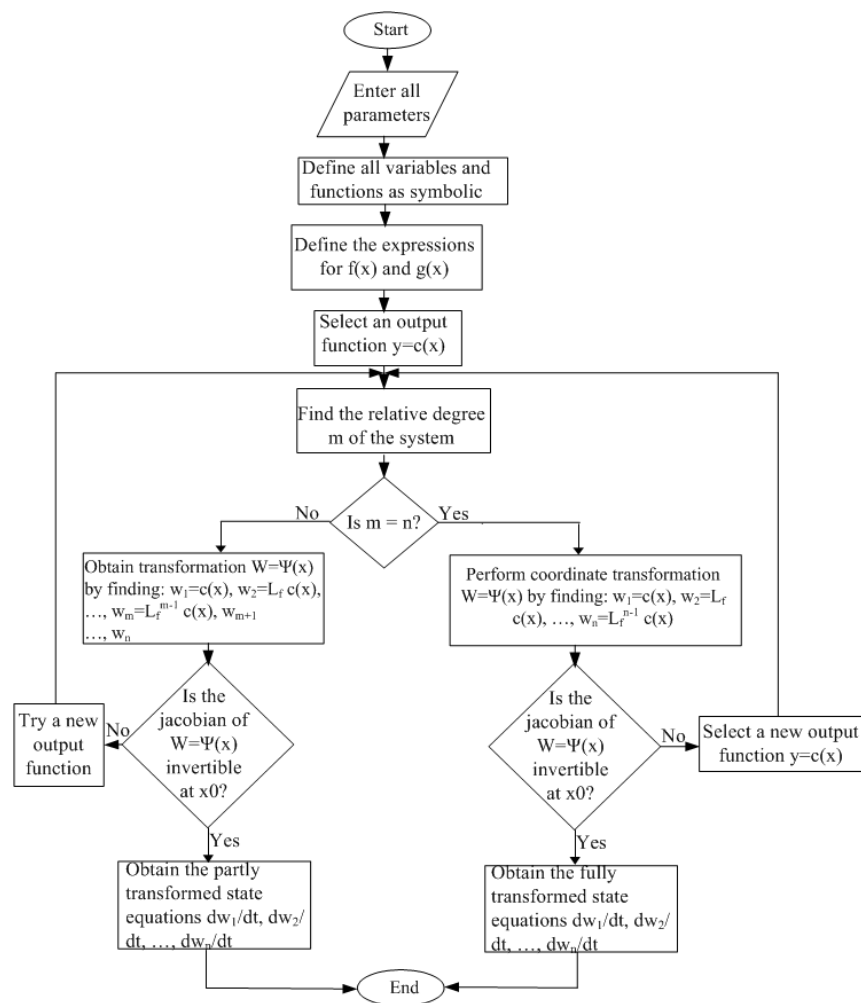 Start
Enter all
parameters
Define all variables and
functions as symbolic
Define the expressions
for f(x) and g(x)
Select an output
function y=c(x)
Find the relative degree
m of the system
Is m = n?
No
Yes
Obtain transformation W=Ψ(x)
by finding: w₁=c(x), w₂=L_f c(x),
…, wₘ=L_f^{m-1} c(x), w_{m+1}
…, wₙ
Perform coordinate transformation
W=Ψ(x) by finding: w₁=c(x), w₂=L_f
c(x), …, wₙ=L_f^{n-1} c(x)
Is the
jacobian of
W=Ψ(x)
invertible
at x0?
No
Try a new
output
function
Yes
Is the
jacobian of
W=Ψ(x)
invertible
at x0?
No
Select a new output
function y=c(x)
Yes
Obtain the partly
transformed state
equations dw₁/dt, dw₂/
dt, …, dwₙ/dt
Obtain the fully
transformed state
equations dw₁/dt, dw₂/
dt, …, dwₙ/dt
End